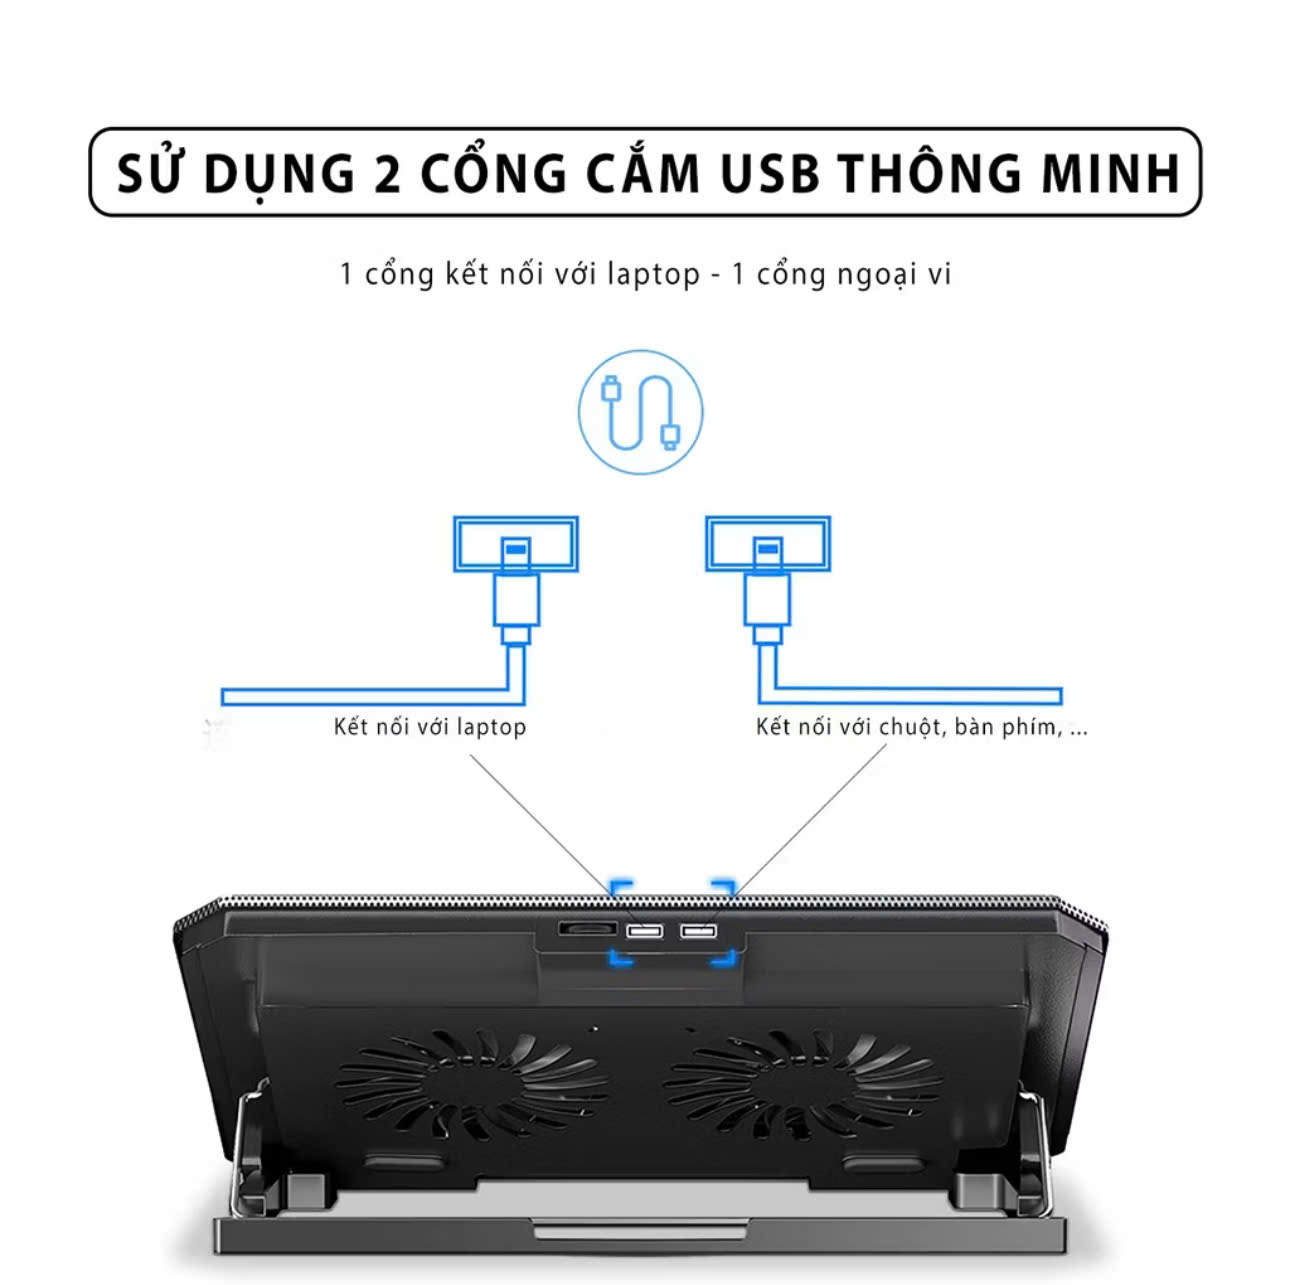 SỬ DỤNG 2 CỔNG CẮM USB THÔNG MINH
1 cổng kết nối với laptop - 1 cổng ngoại vi
Kết nối với laptop
Kết nối với chuột, bàn phím, ...